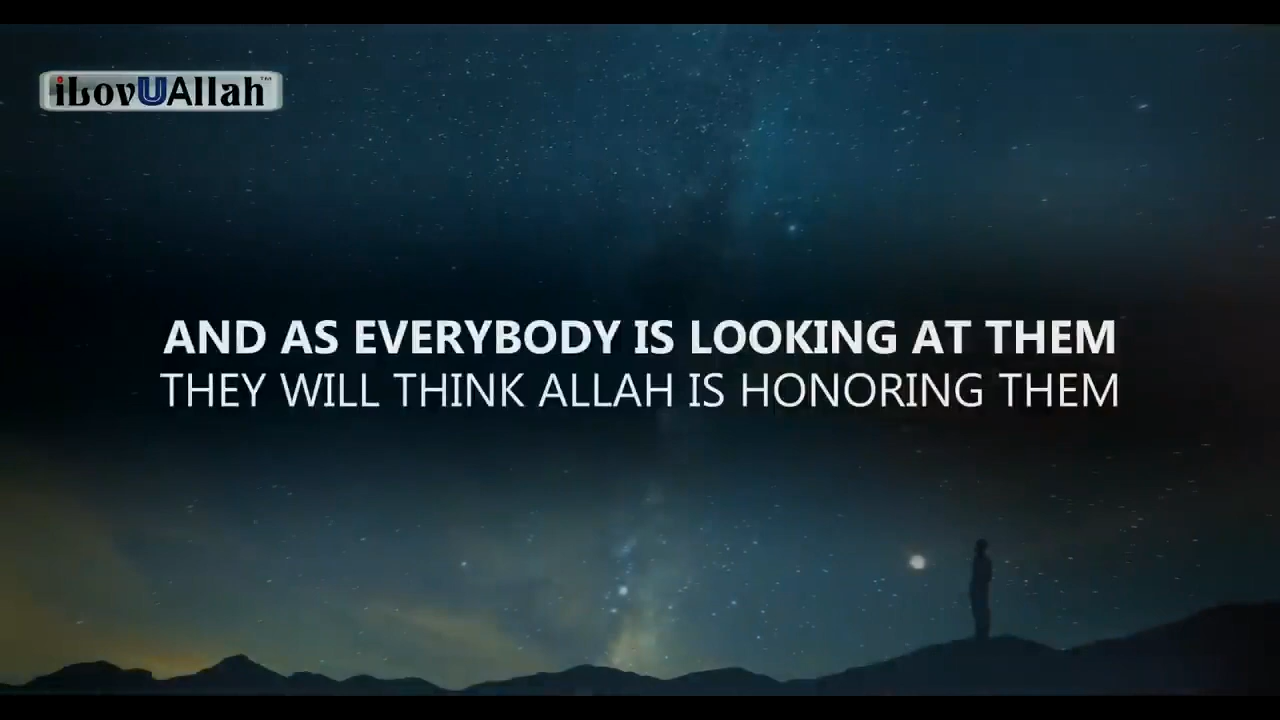 iLovUAllah™
AND AS EVERYBODY IS LOOKING AT THEM
THEY WILL THINK ALLAH IS HONORING THEM